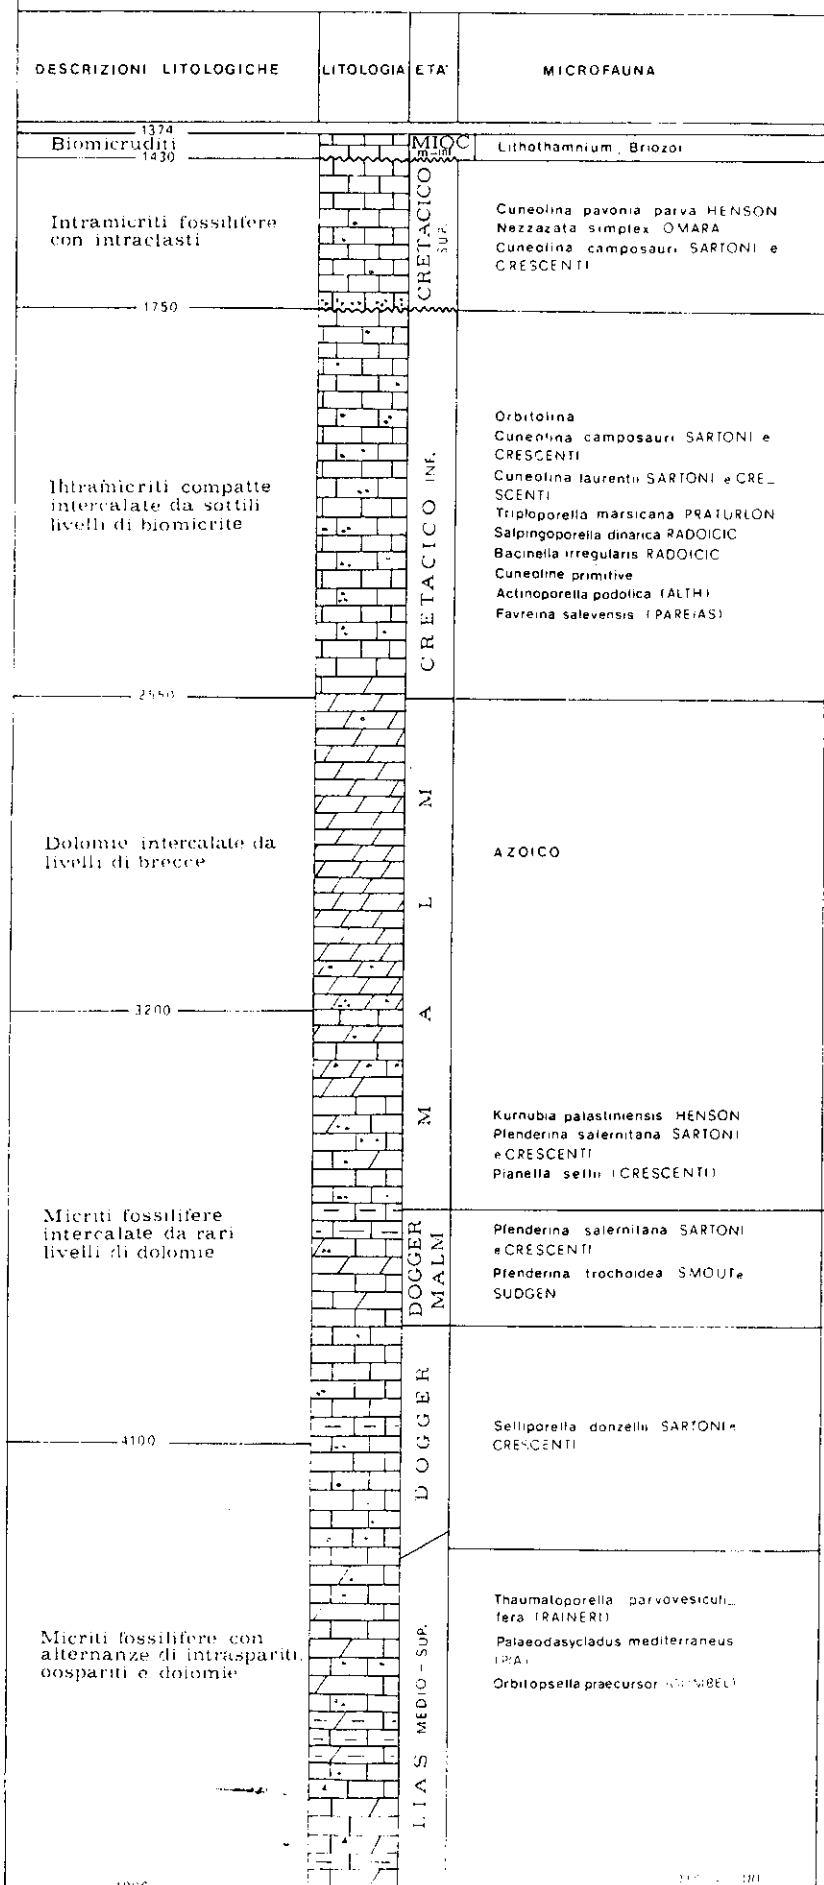 DESCRIZIONI LITOLOGICHE LITOLOGIA ETA' MICROFAUNA
1374
Biomicruditi MIOC Lithothamnium, Briozoi
1430
Intramicriti fossilifere
con intraclasti
CRETACICO SUP.
Cuneolina pavonia parva HENSON
Nezzazata simplex OMARA
Cuneolina camposauri SARTONI e
CRESCENTI
1750
Intramicriti compatte
intercalate da sottili
livelli di biomicrite
CRETACICO INF.
Orbitolina
Cuneolina camposauri SARTONI e
CRESCENTI
Cuneolina laurentii SARTONI e CRE_
SCENTI
Triploporella marsicana PRATURLON
Salpingoporella dinarica RADOICIC
Bacinella irregularis RADOICIC
Cuneoline primitive
Actinoporella podolica (ALTH)
Favreina salevensis (PAREJAS)
2550
Dolomie intercalate da
livelli di brecce
MALM
AZOICO
3200
Kurnubia palastiniensis HENSON
Pfenderina salernitana SARTONI
e CRESCENTI
Pianella sellii (CRESCENTI)
Micriti fossilifere
intercalate da rari
livelli di dolomie
DOGGER
MALM
Pfenderina salernitana SARTONI
e CRESCENTI
Pfenderina trochoidea SMOUT e
SUDGEN
DOGGER
Selliporella donzellii SARTONI e
CRESCENTI
4100
Micriti fossilifere con
alternanze di intraspariti,
oospariti e dolomie
LIAS MEDIO-SUP.
Thaumatoporella parvovesiculi_
fera (RAINERI)
Palaeodasycladus mediterraneus
(PIA)
Orbitopsella praecursor (GUMBEL)